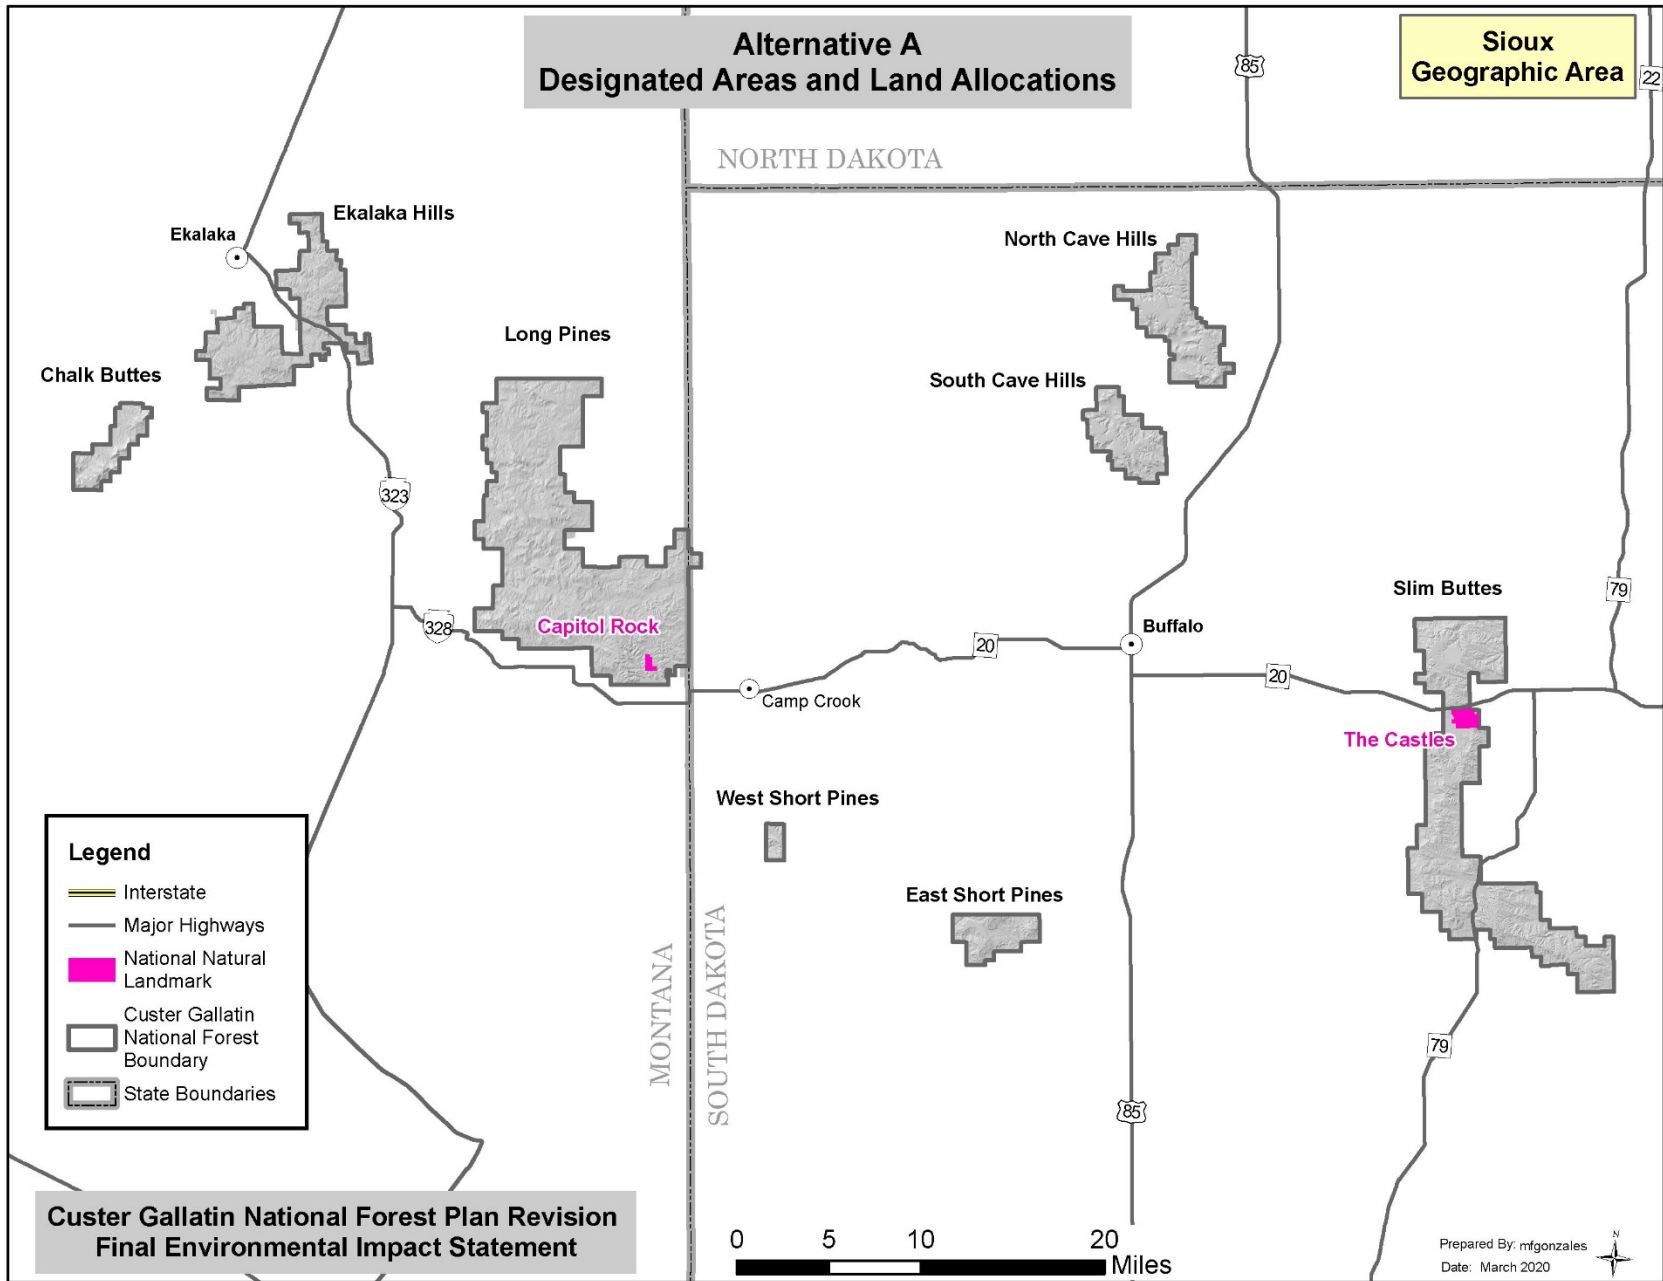 Alternative A
Designated Areas and Land Allocations
Sioux
Geographic Area
85
22
NORTH DAKOTA
Ekalaka Hills
Ekalaka
North Cave Hills
Long Pines
Chalk Buttes
South Cave Hills
323
Slim Buttes
79
328
Capitol Rock
Buffalo
20
20
Camp Crook
The Castles
West Short Pines
East Short Pines
MONTANA
SOUTH DAKOTA
79
85
Legend
Interstate
Major Highways
National Natural
Landmark
Custer Gallatin
National Forest
Boundary
State Boundaries
Custer Gallatin National Forest Plan Revision
Final Environmental Impact Statement
0 5 10 20
Miles
Prepared By: mfgonzales
Date: March 2020
N